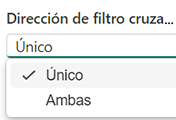 Dirección de filtro cruza...
Único
Único
Ambas